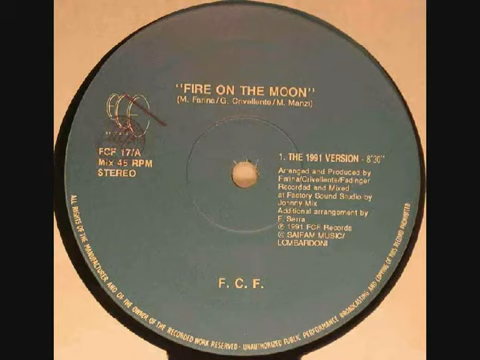 "FIRE ON THE MOON"
(M. Farina/G. Crivellente/M. Manzi)
FCF 17/A
Mix 45 RPM
STEREO
1. THE 1991 VERSION - 8'30"
Arranged and Produced by
Farina/Crivellente/Fadinger
Recorded and Mixed
at Factory Sound Studio by
Johnny Mix
Additional arrangement by
F. Serra
℗ 1991 FCF Records
© SAIFAM MUSIC/
LOMBARDONI
F. C. F.
ALL RIGHTS OF THE MANUFACTURER AND OF THE OWNER OF THE RECORDED WORK RESERVED - UNAUTHORIZED PUBLIC PERFORMANCE BROADCASTING AND COPYING OF THIS RECORD PROHIBITED